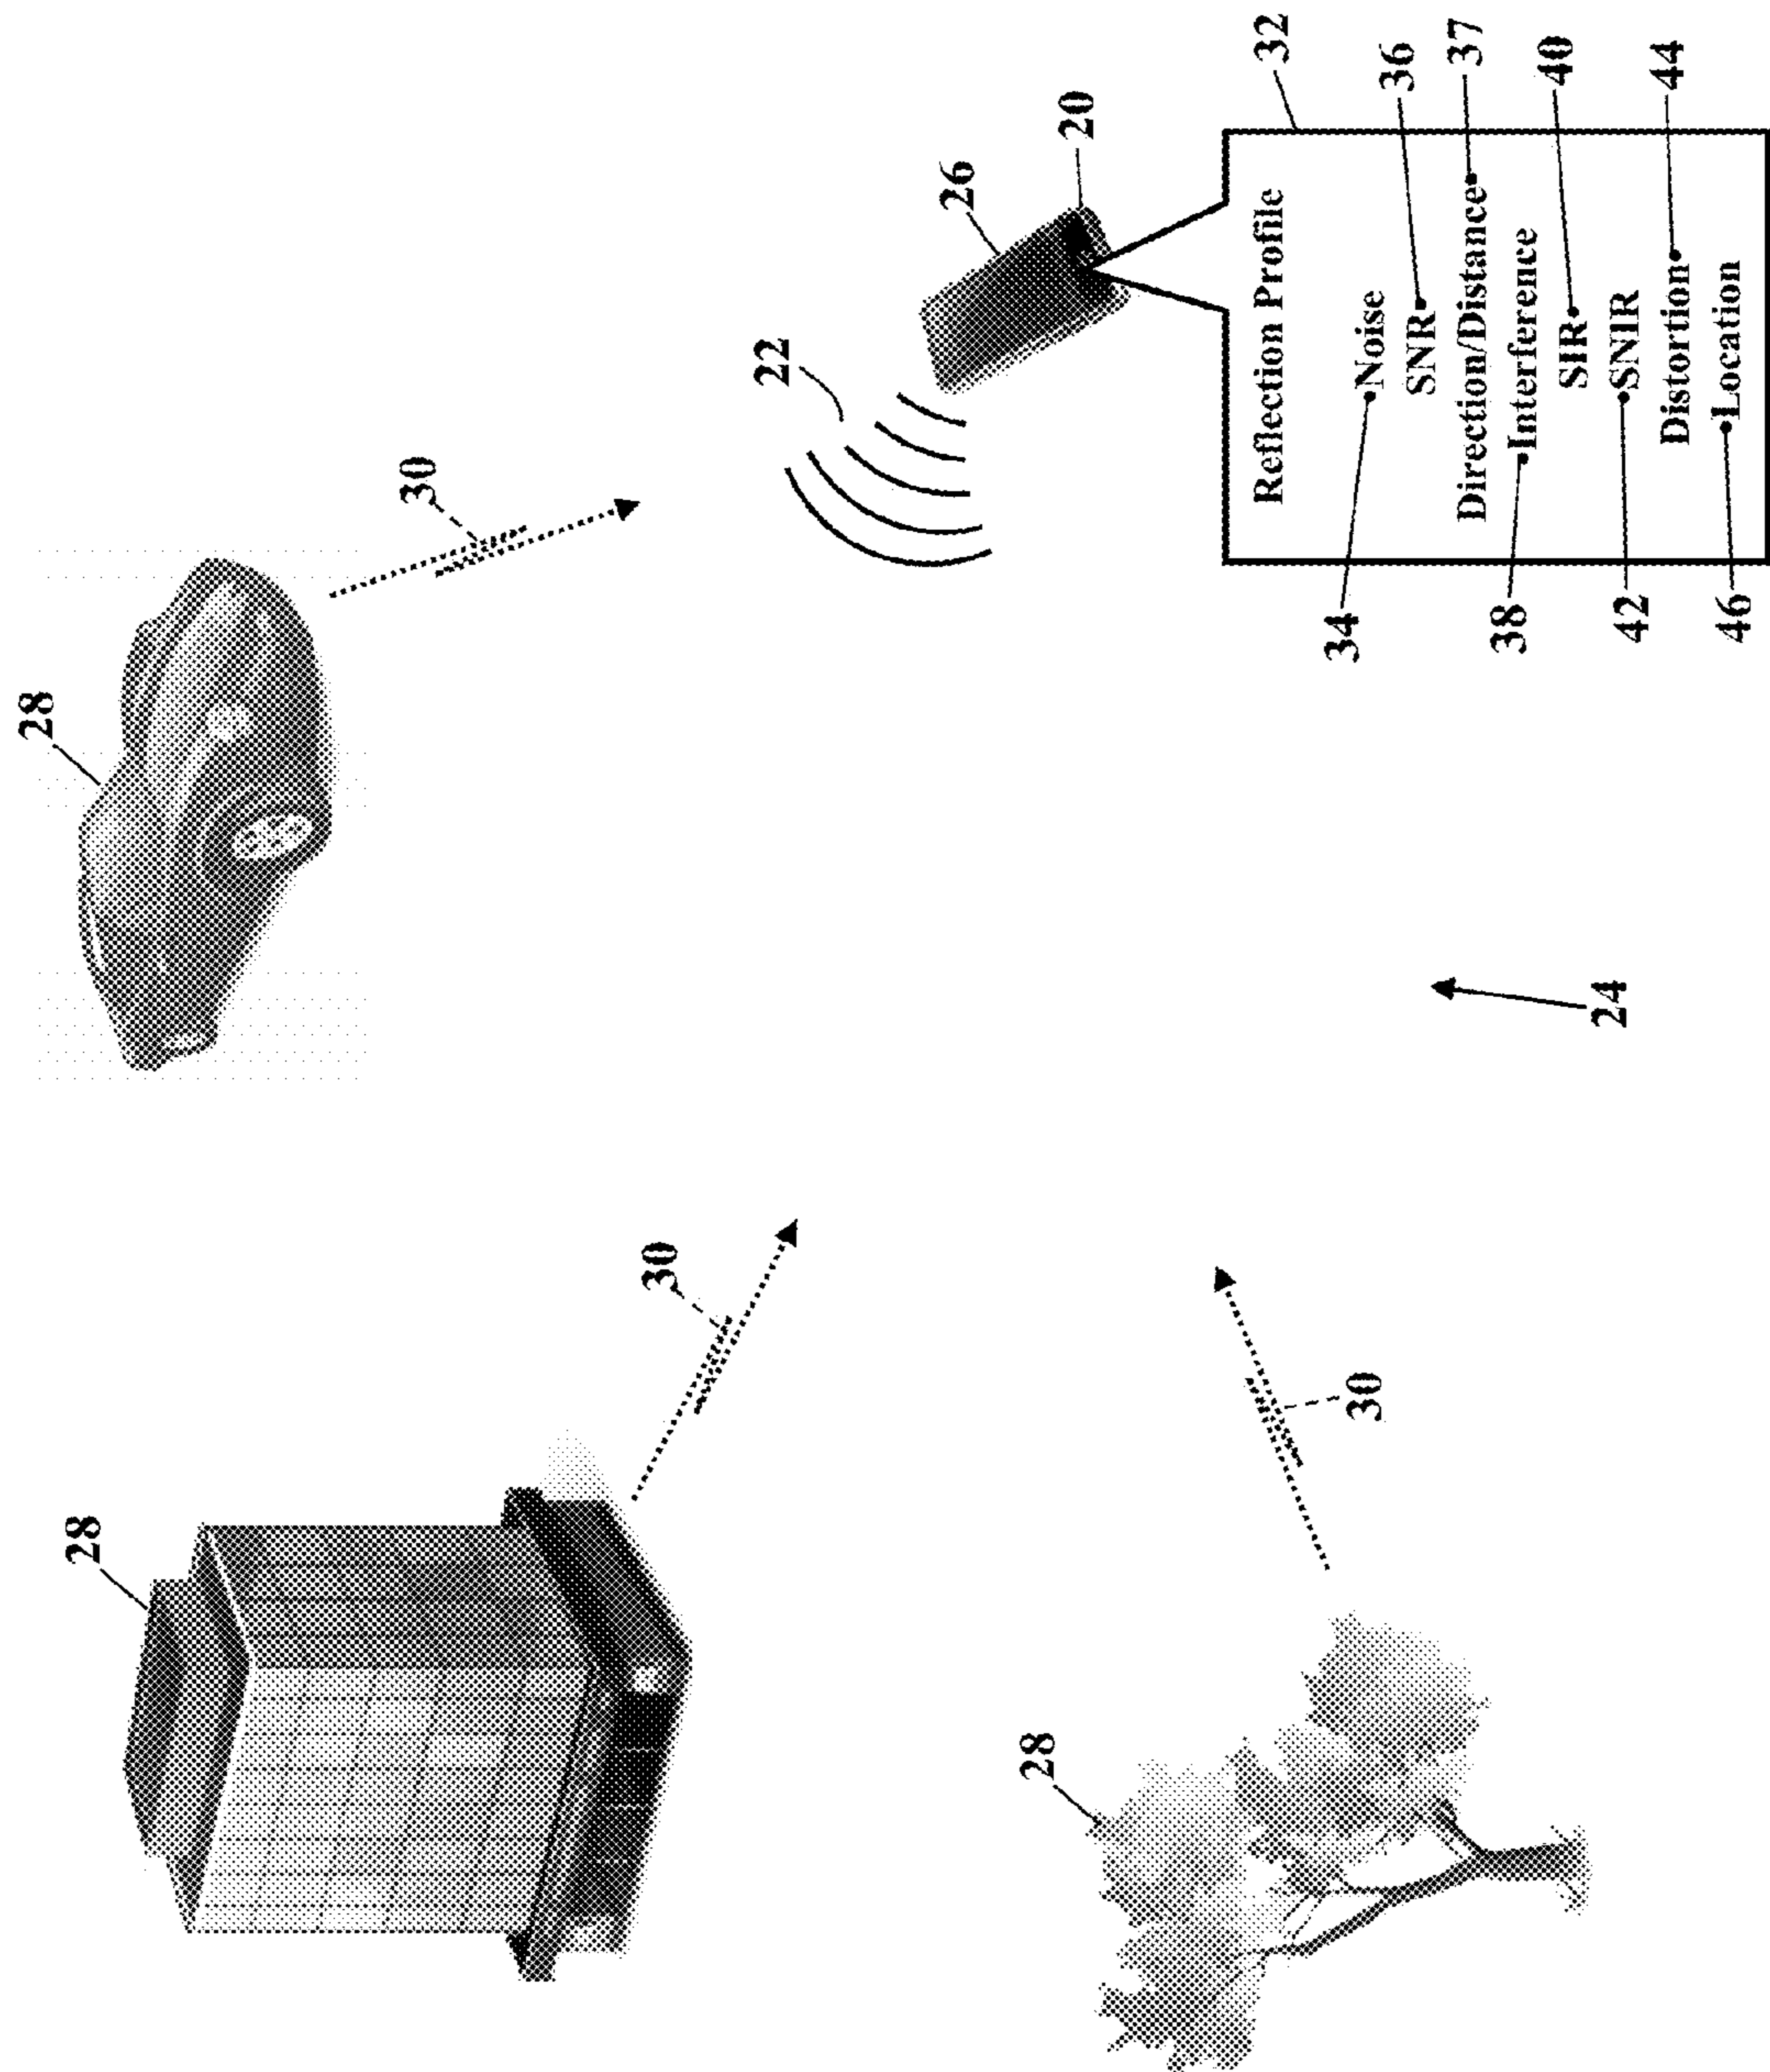 28
28
30
30
22
26
20
28
30
24
32
Reflection Profile
34 Noise
SNR 36
Direction/Distance 37
38 Interference
SIR 40
42 SNIR
Distortion 44
46 Location